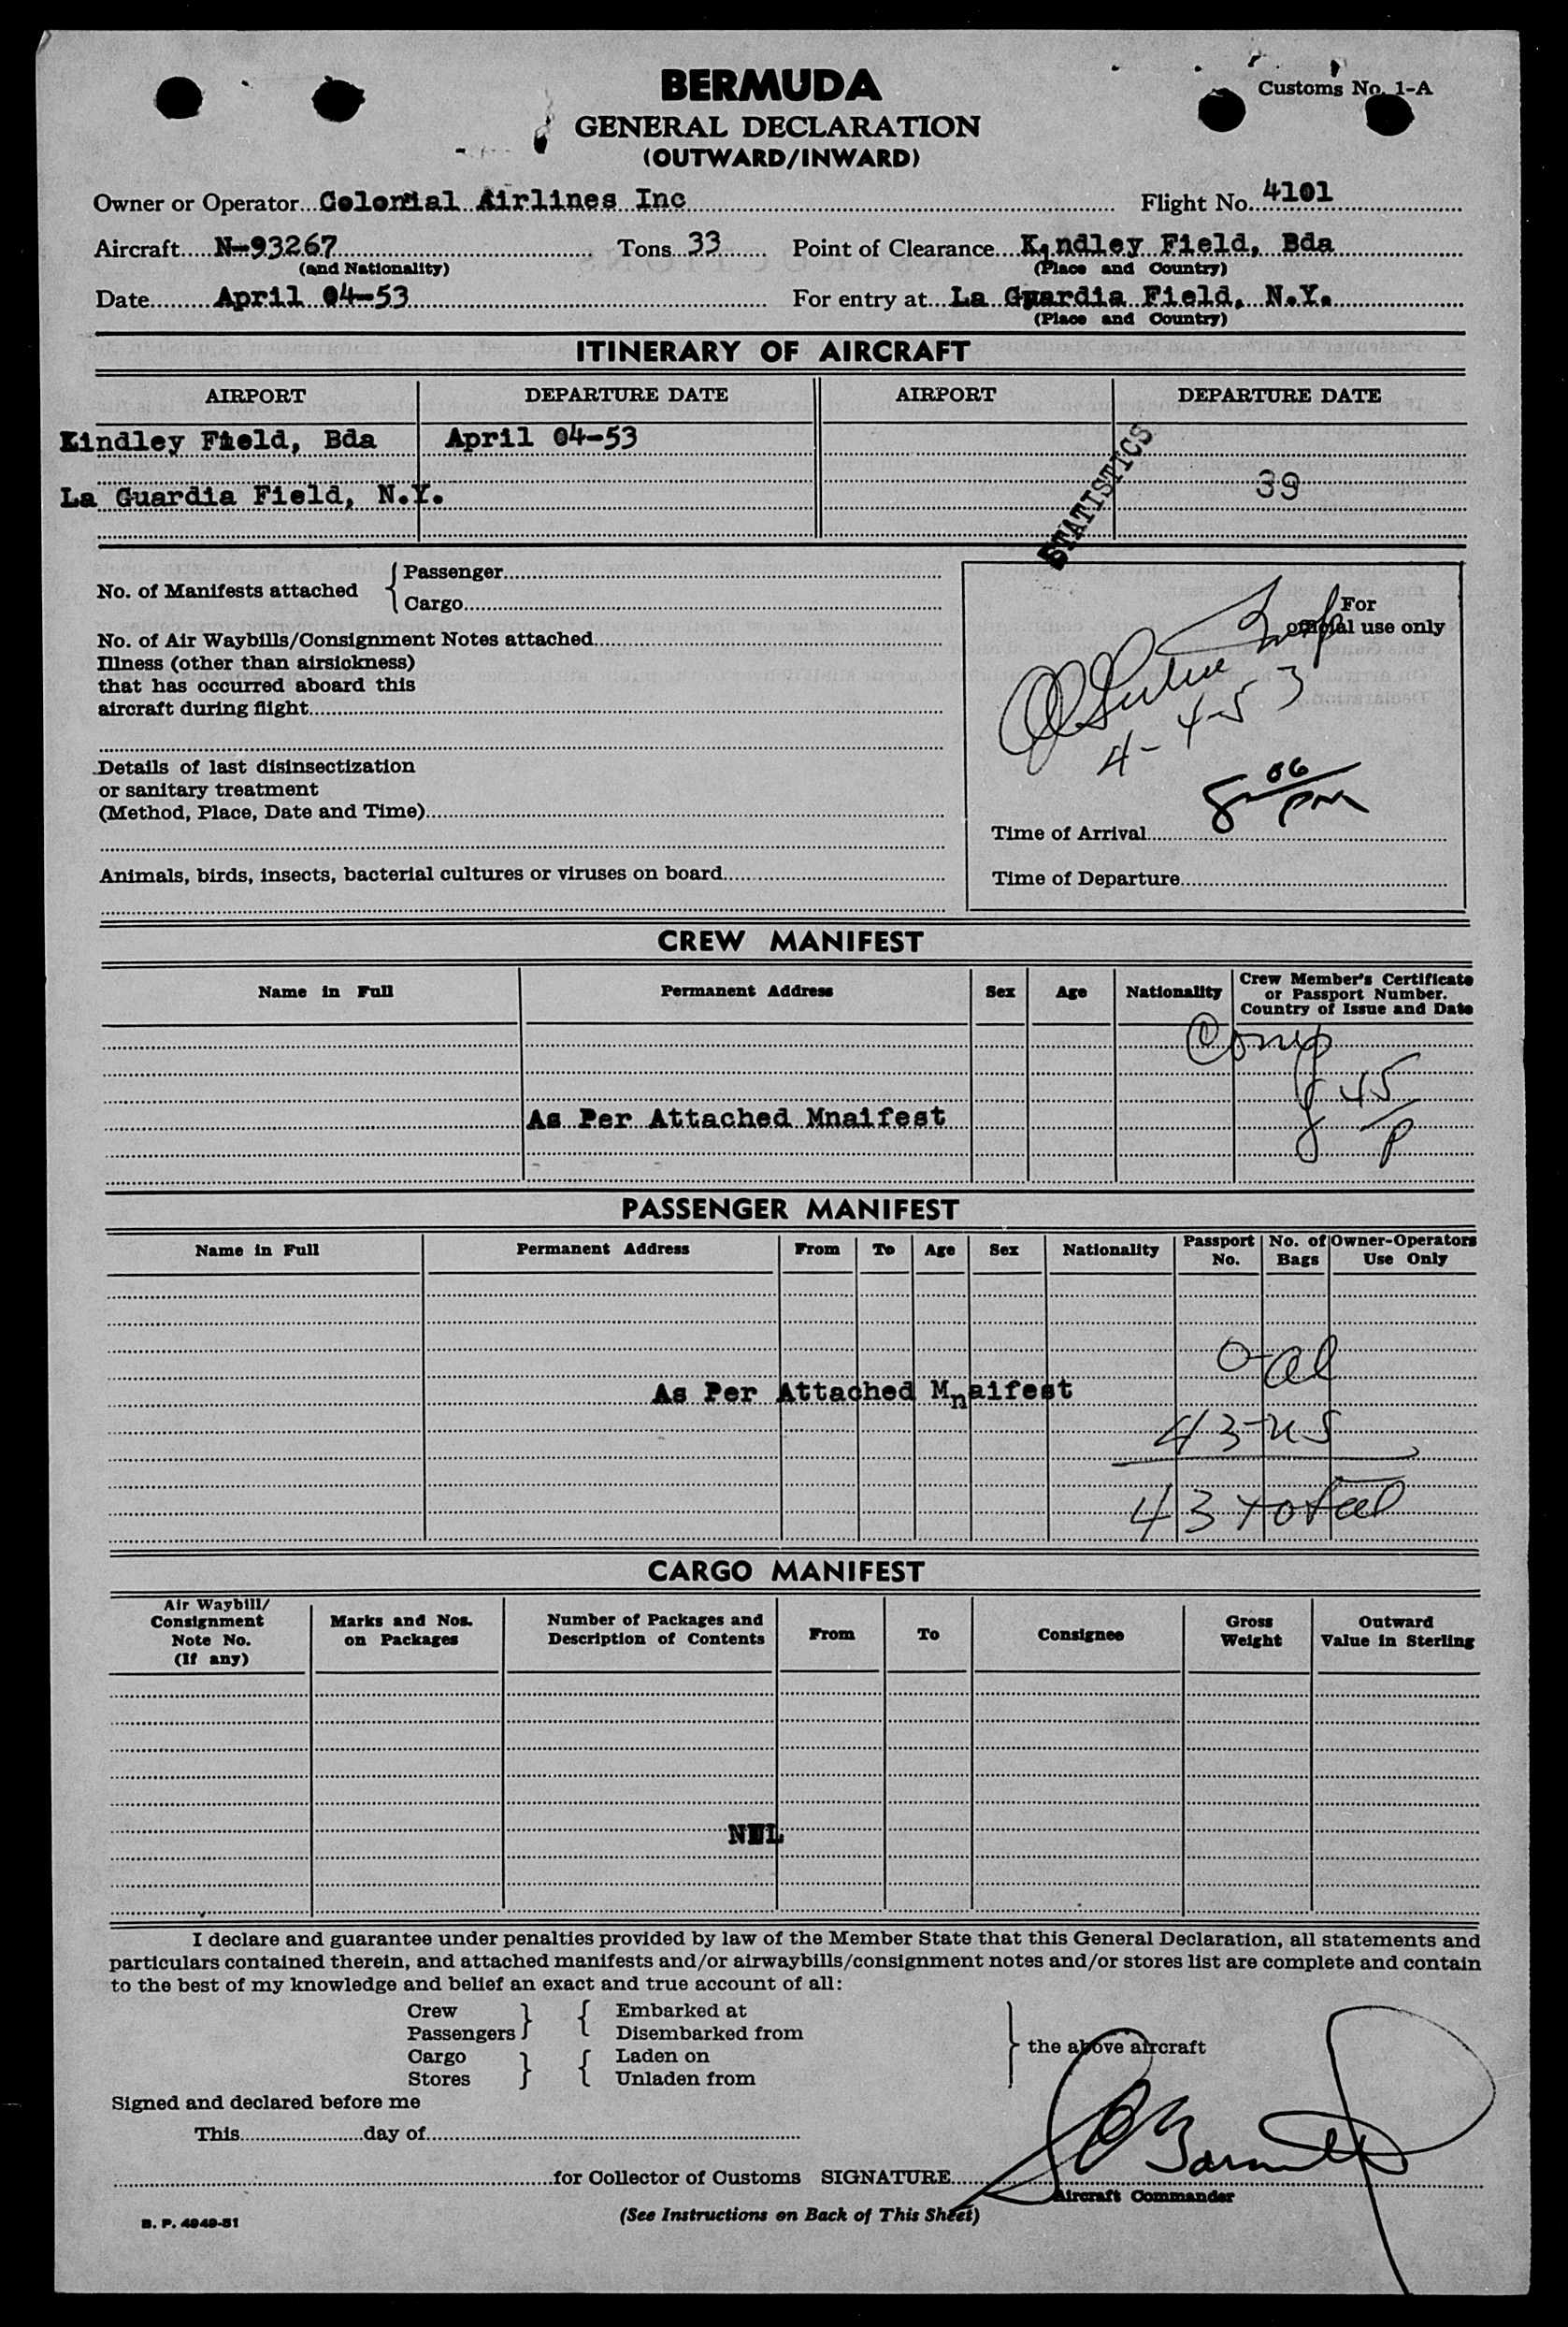 BERMUDA
Customs No. 1-A
GENERAL DECLARATION
(OUTWARD/INWARD)
Owner or Operator...Colonial Airlines Inc Flight No. 4101
Aircraft N-93267 Tons 33 Point of Clearance Kindley Field, Bda
(and Nationality) (Place and Country)
Date April 04-53 For entry at La Guardia Field, N.Y.
(Place and Country)
ITINERARY OF AIRCRAFT
AIRPORT DEPARTURE DATE AIRPORT DEPARTURE DATE
Kindley Field, Bda April 04-53
STATISTICS
39
La Guardia Field, N.Y.
No. of Manifests attached { Passenger
Cargo
For
official use only
No. of Air Waybills/Consignment Notes attached
Illness (other than airsickness)
that has occurred aboard this
aircraft during flight
4-4-53
Details of last disinsectization
or sanitary treatment
(Method, Place, Date and Time)
8 06/PM
Time of Arrival
Animals, birds, insects, bacterial cultures or viruses on board
Time of Departure
CREW MANIFEST
Name in Full Permanent Address Sex Age Nationality Crew Member's Certificate
or Passport Number.
Country of Issue and Date
Comp
8 45/P
As Per Attached Mnaifest
PASSENGER MANIFEST
Name in Full Permanent Address From To Age Sex Nationality Passport No. No. of Bags Owner-Operators Use Only
0-al
As Per Attached Mnaifest
43-us
43 total
CARGO MANIFEST
Air Waybill/
Consignment
Note No.
(If any)
Marks and Nos.
on Packages
Number of Packages and
Description of Contents
From To Consignee
Gross
Weight
Outward
Value in Sterling
NIL
I declare and guarantee under penalties provided by law of the Member State that this General Declaration, all statements and
particulars contained therein, and attached manifests and/or airwaybills/consignment notes and/or stores list are complete and contain
to the best of my knowledge and belief an exact and true account of all:
Crew } { Embarked at
Passengers Disembarked from
Cargo } { Laden on
Stores Unladen from
} the above aircraft
Signed and declared before me
This day of
for Collector of Customs SIGNATURE
Aircraft Commander
(See Instructions on Back of This Sheet)
B. P. 4949-51